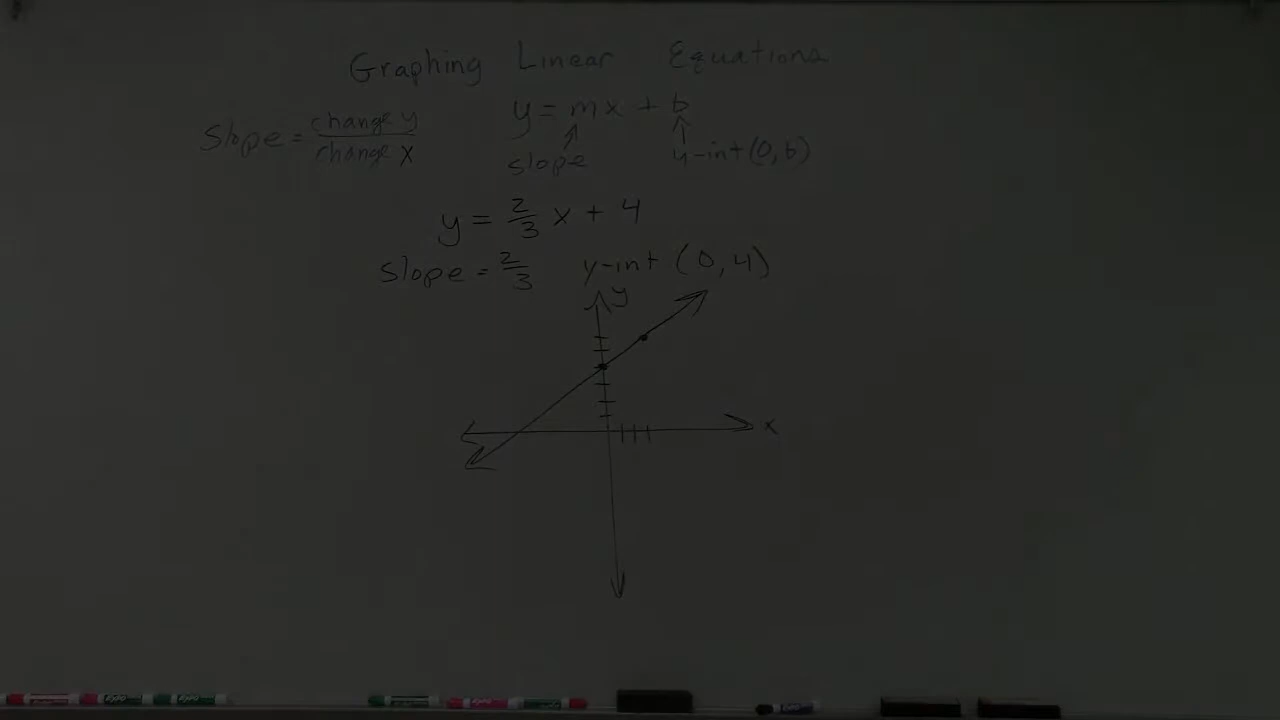 Graphing Linear Equations
Slope = change y / change x
y = mx + b
slope
y-int (0, b)
y = 2/3 x + 4
slope = 2/3 y-int (0, 4)
y
x
EXPO